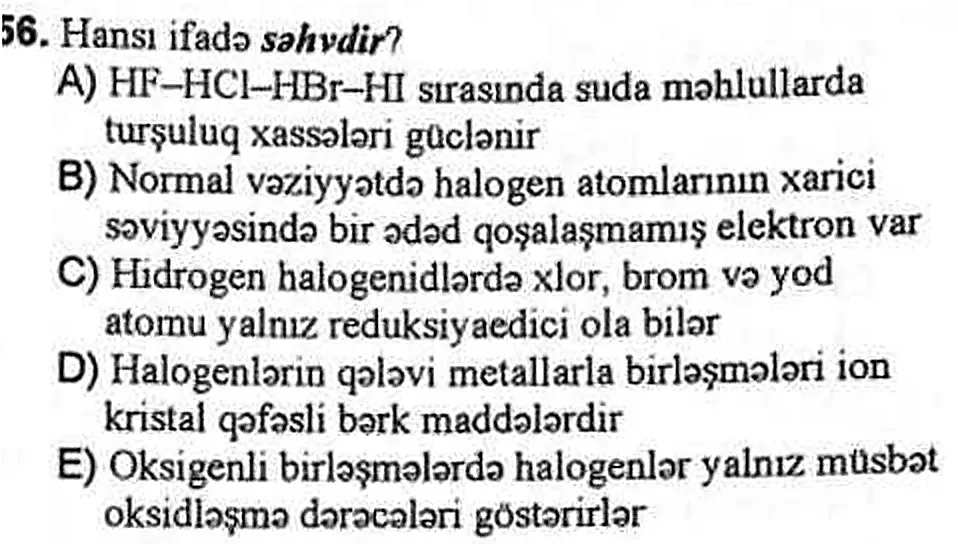 56. Hansı ifadə səhvdir?
A) HF–HCl–HBr–HI sırasında suda məhlullarda
turşuluq xassələri güclənir
B) Normal vəziyyətdə halogen atomlarının xarici
səviyyəsində bir ədəd qoşalaşmamış elektron var
C) Hidrogen halogenidlərdə xlor, brom və yod
atomu yalnız reduksiyaedici ola bilər
D) Halogenlərin qələvi metallarla birləşmələri ion
kristal qəfəsli bərk maddələrdir
E) Oksigenli birləşmələrdə halogenlər yalnız müsbət
oksidləşmə dərəcələri göstərirlər